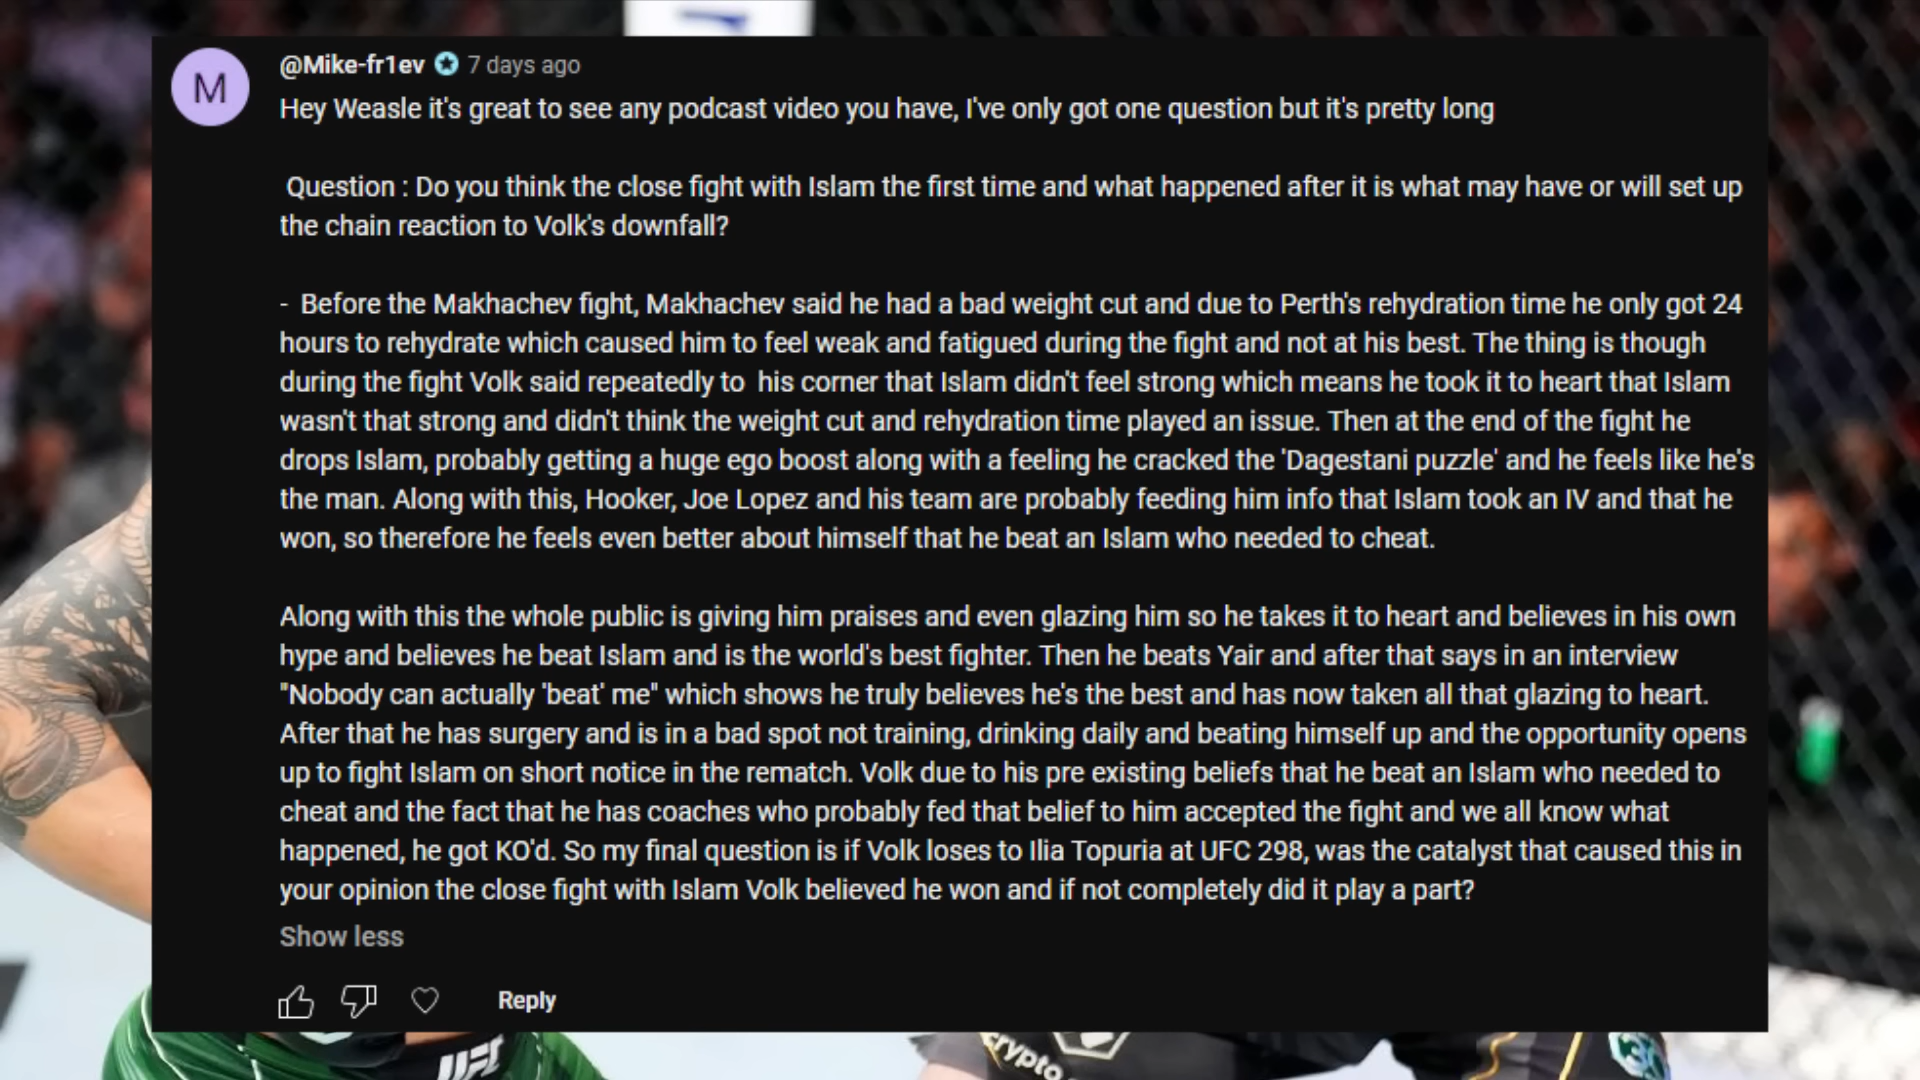 M
@Mike-fr1ev 7 days ago
Hey Weasle it's great to see any podcast video you have, I've only got one question but it's pretty long
Question : Do you think the close fight with Islam the first time and what happened after it is what may have or will set up
the chain reaction to Volk's downfall?
- Before the Makhachev fight, Makhachev said he had a bad weight cut and due to Perth's rehydration time he only got 24
hours to rehydrate which caused him to feel weak and fatigued during the fight and not at his best. The thing is though
during the fight Volk said repeatedly to his corner that Islam didn't feel strong which means he took it to heart that Islam
wasn't that strong and didn't think the weight cut and rehydration time played an issue. Then at the end of the fight he
drops Islam, probably getting a huge ego boost along with a feeling he cracked the 'Dagestani puzzle' and he feels like he's
the man. Along with this, Hooker, Joe Lopez and his team are probably feeding him info that Islam took an IV and that he
won, so therefore he feels even better about himself that he beat an Islam who needed to cheat.
Along with this the whole public is giving him praises and even glazing him so he takes it to heart and believes in his own
hype and believes he beat Islam and is the world's best fighter. Then he beats Yair and after that says in an interview
"Nobody can actually 'beat' me" which shows he truly believes he's the best and has now taken all that glazing to heart.
After that he has surgery and is in a bad spot not training, drinking daily and beating himself up and the opportunity opens
up to fight Islam on short notice in the rematch. Volk due to his pre existing beliefs that he beat an Islam who needed to
cheat and the fact that he has coaches who probably fed that belief to him accepted the fight and we all know what
happened, he got KO'd. So my final question is if Volk loses to Ilia Topuria at UFC 298, was the catalyst that caused this in
your opinion the close fight with Islam Volk believed he won and if not completely did it play a part?
Show less
Reply
UFC
crypto